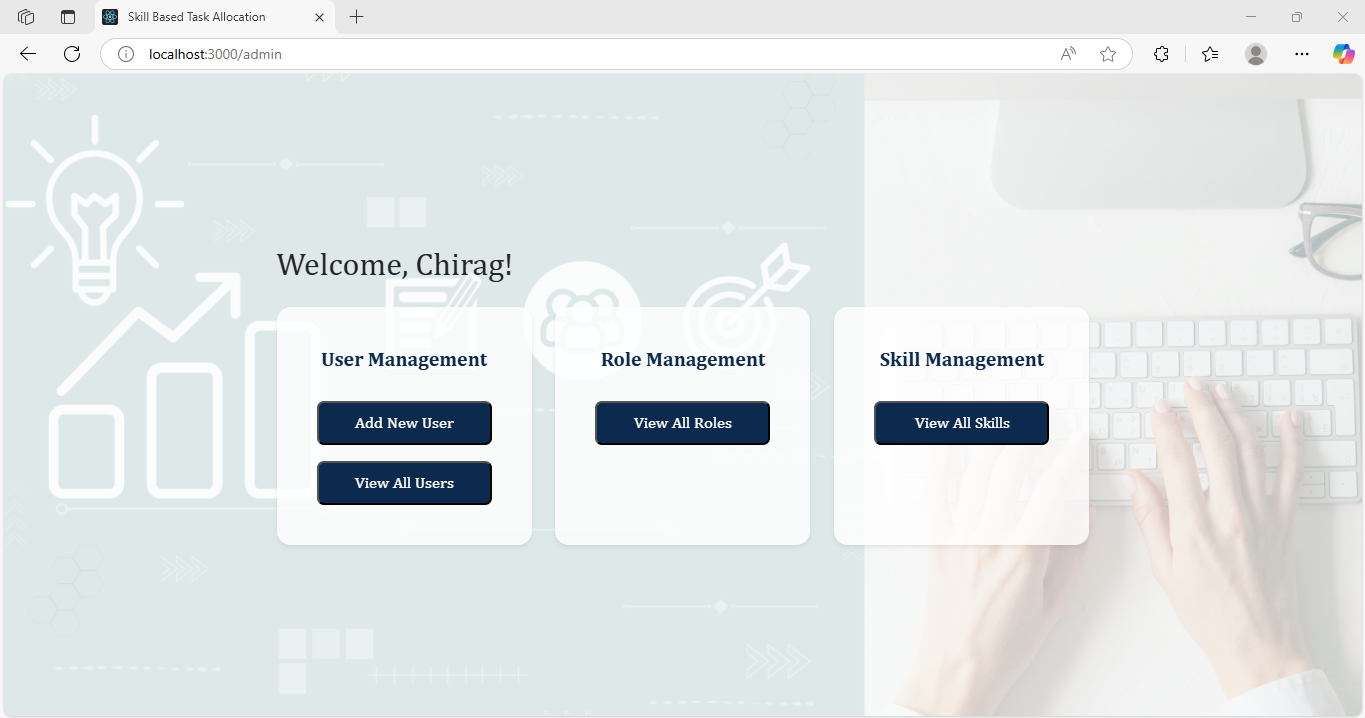 Skill Based Task Allocation
localhost:3000/admin
Welcome, Chirag!
User Management
Add New User
View All Users
Role Management
View All Roles
Skill Management
View All Skills